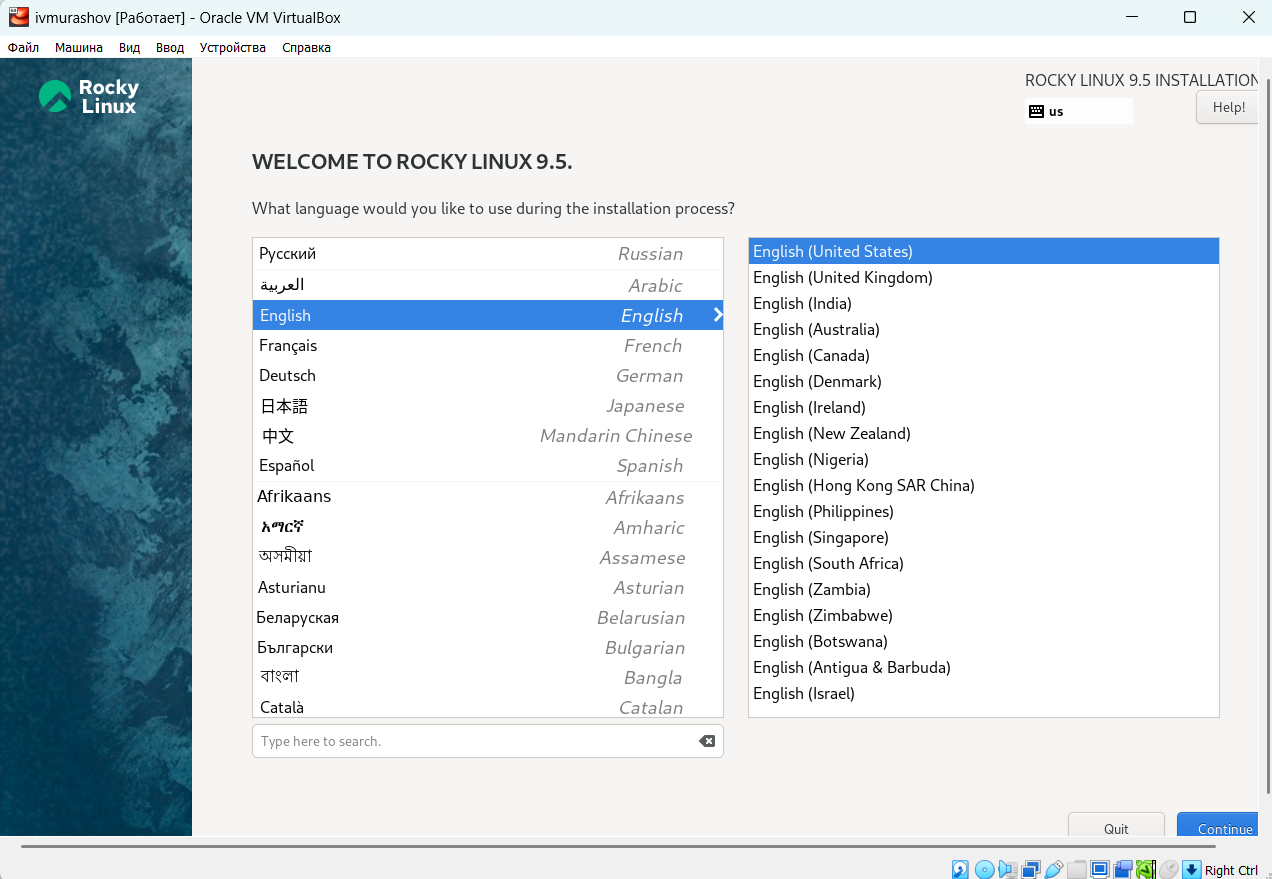 ivmurashov [Работает] - Oracle VM VirtualBox
Файл Машина Вид Ввод Устройства Справка
Rocky
Linux
ROCKY LINUX 9.5 INSTALLATION
us
Help!
WELCOME TO ROCKY LINUX 9.5.
What language would you like to use during the installation process?
Русский Russian
العربية Arabic
English English
Français French
Deutsch German
日本語 Japanese
中文 Mandarin Chinese
Español Spanish
Afrikaans Afrikaans
አማርኛ Amharic
অসমীয়া Assamese
Asturianu Asturian
Беларуская Belarusian
Български Bulgarian
বাংলা Bangla
Català Catalan
Type here to search.
English (United States)
English (United Kingdom)
English (India)
English (Australia)
English (Canada)
English (Denmark)
English (Ireland)
English (New Zealand)
English (Nigeria)
English (Hong Kong SAR China)
English (Philippines)
English (Singapore)
English (South Africa)
English (Zambia)
English (Zimbabwe)
English (Botswana)
English (Antigua & Barbuda)
English (Israel)
Quit
Continue
Right Ctrl